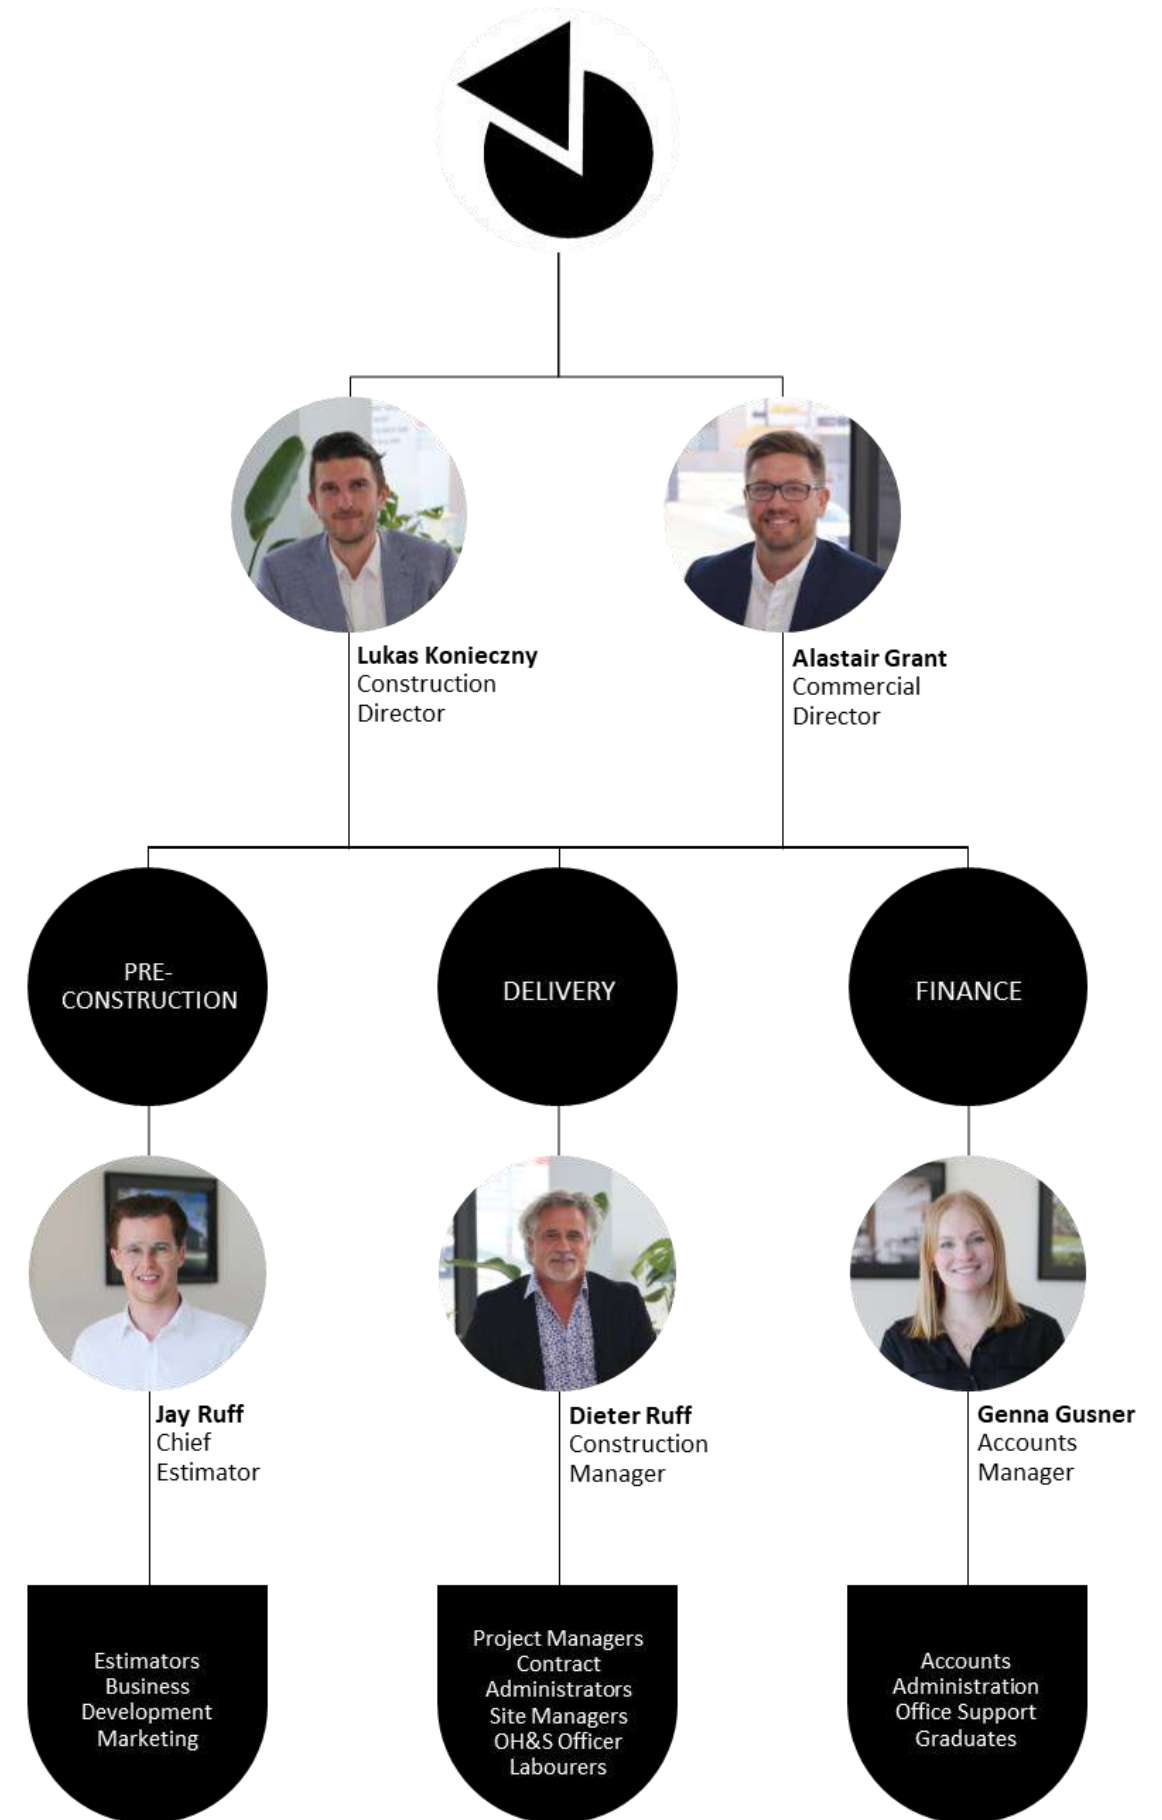 Lukas Konieczny
Construction
Director
Alastair Grant
Commercial
Director
PRE-
CONSTRUCTION
DELIVERY
FINANCE
Jay Ruff
Chief
Estimator
Dieter Ruff
Construction
Manager
Genna Gusner
Accounts
Manager
Estimators
Business
Development
Marketing
Project Managers
Contract
Administrators
Site Managers
OH&S Officer
Labourers
Accounts
Administration
Office Support
Graduates